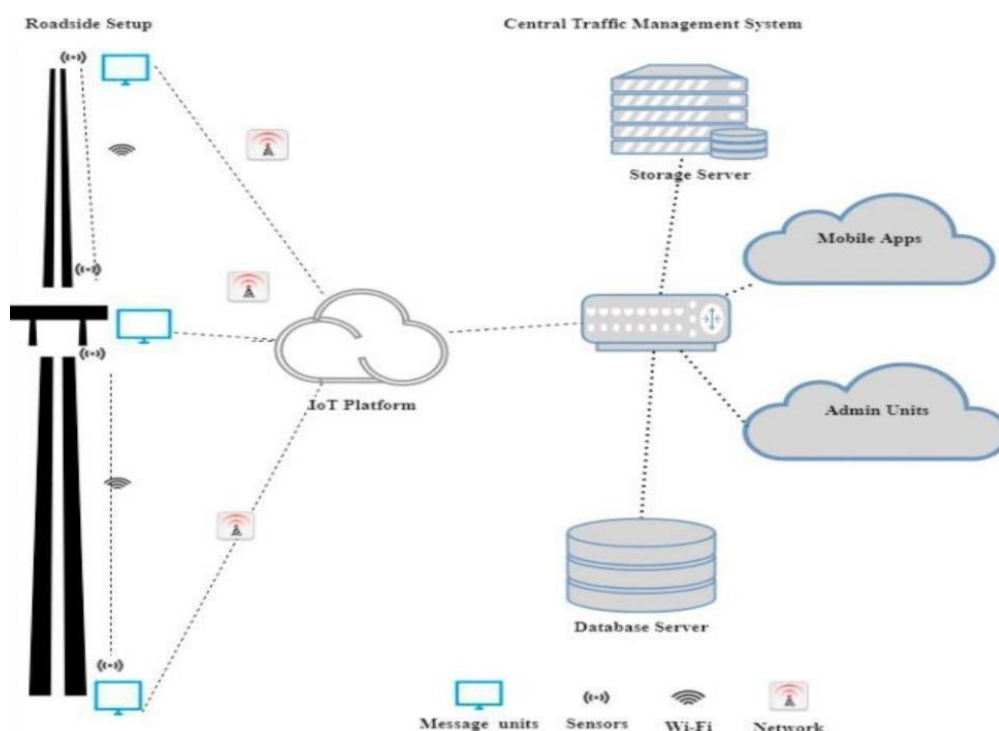 Roadside Setup
Central Traffic Management System
Storage Server
Mobile Apps
IoT Platform
Admin Units
Database Server
Message units
Sensors
Wi-Fi
Network